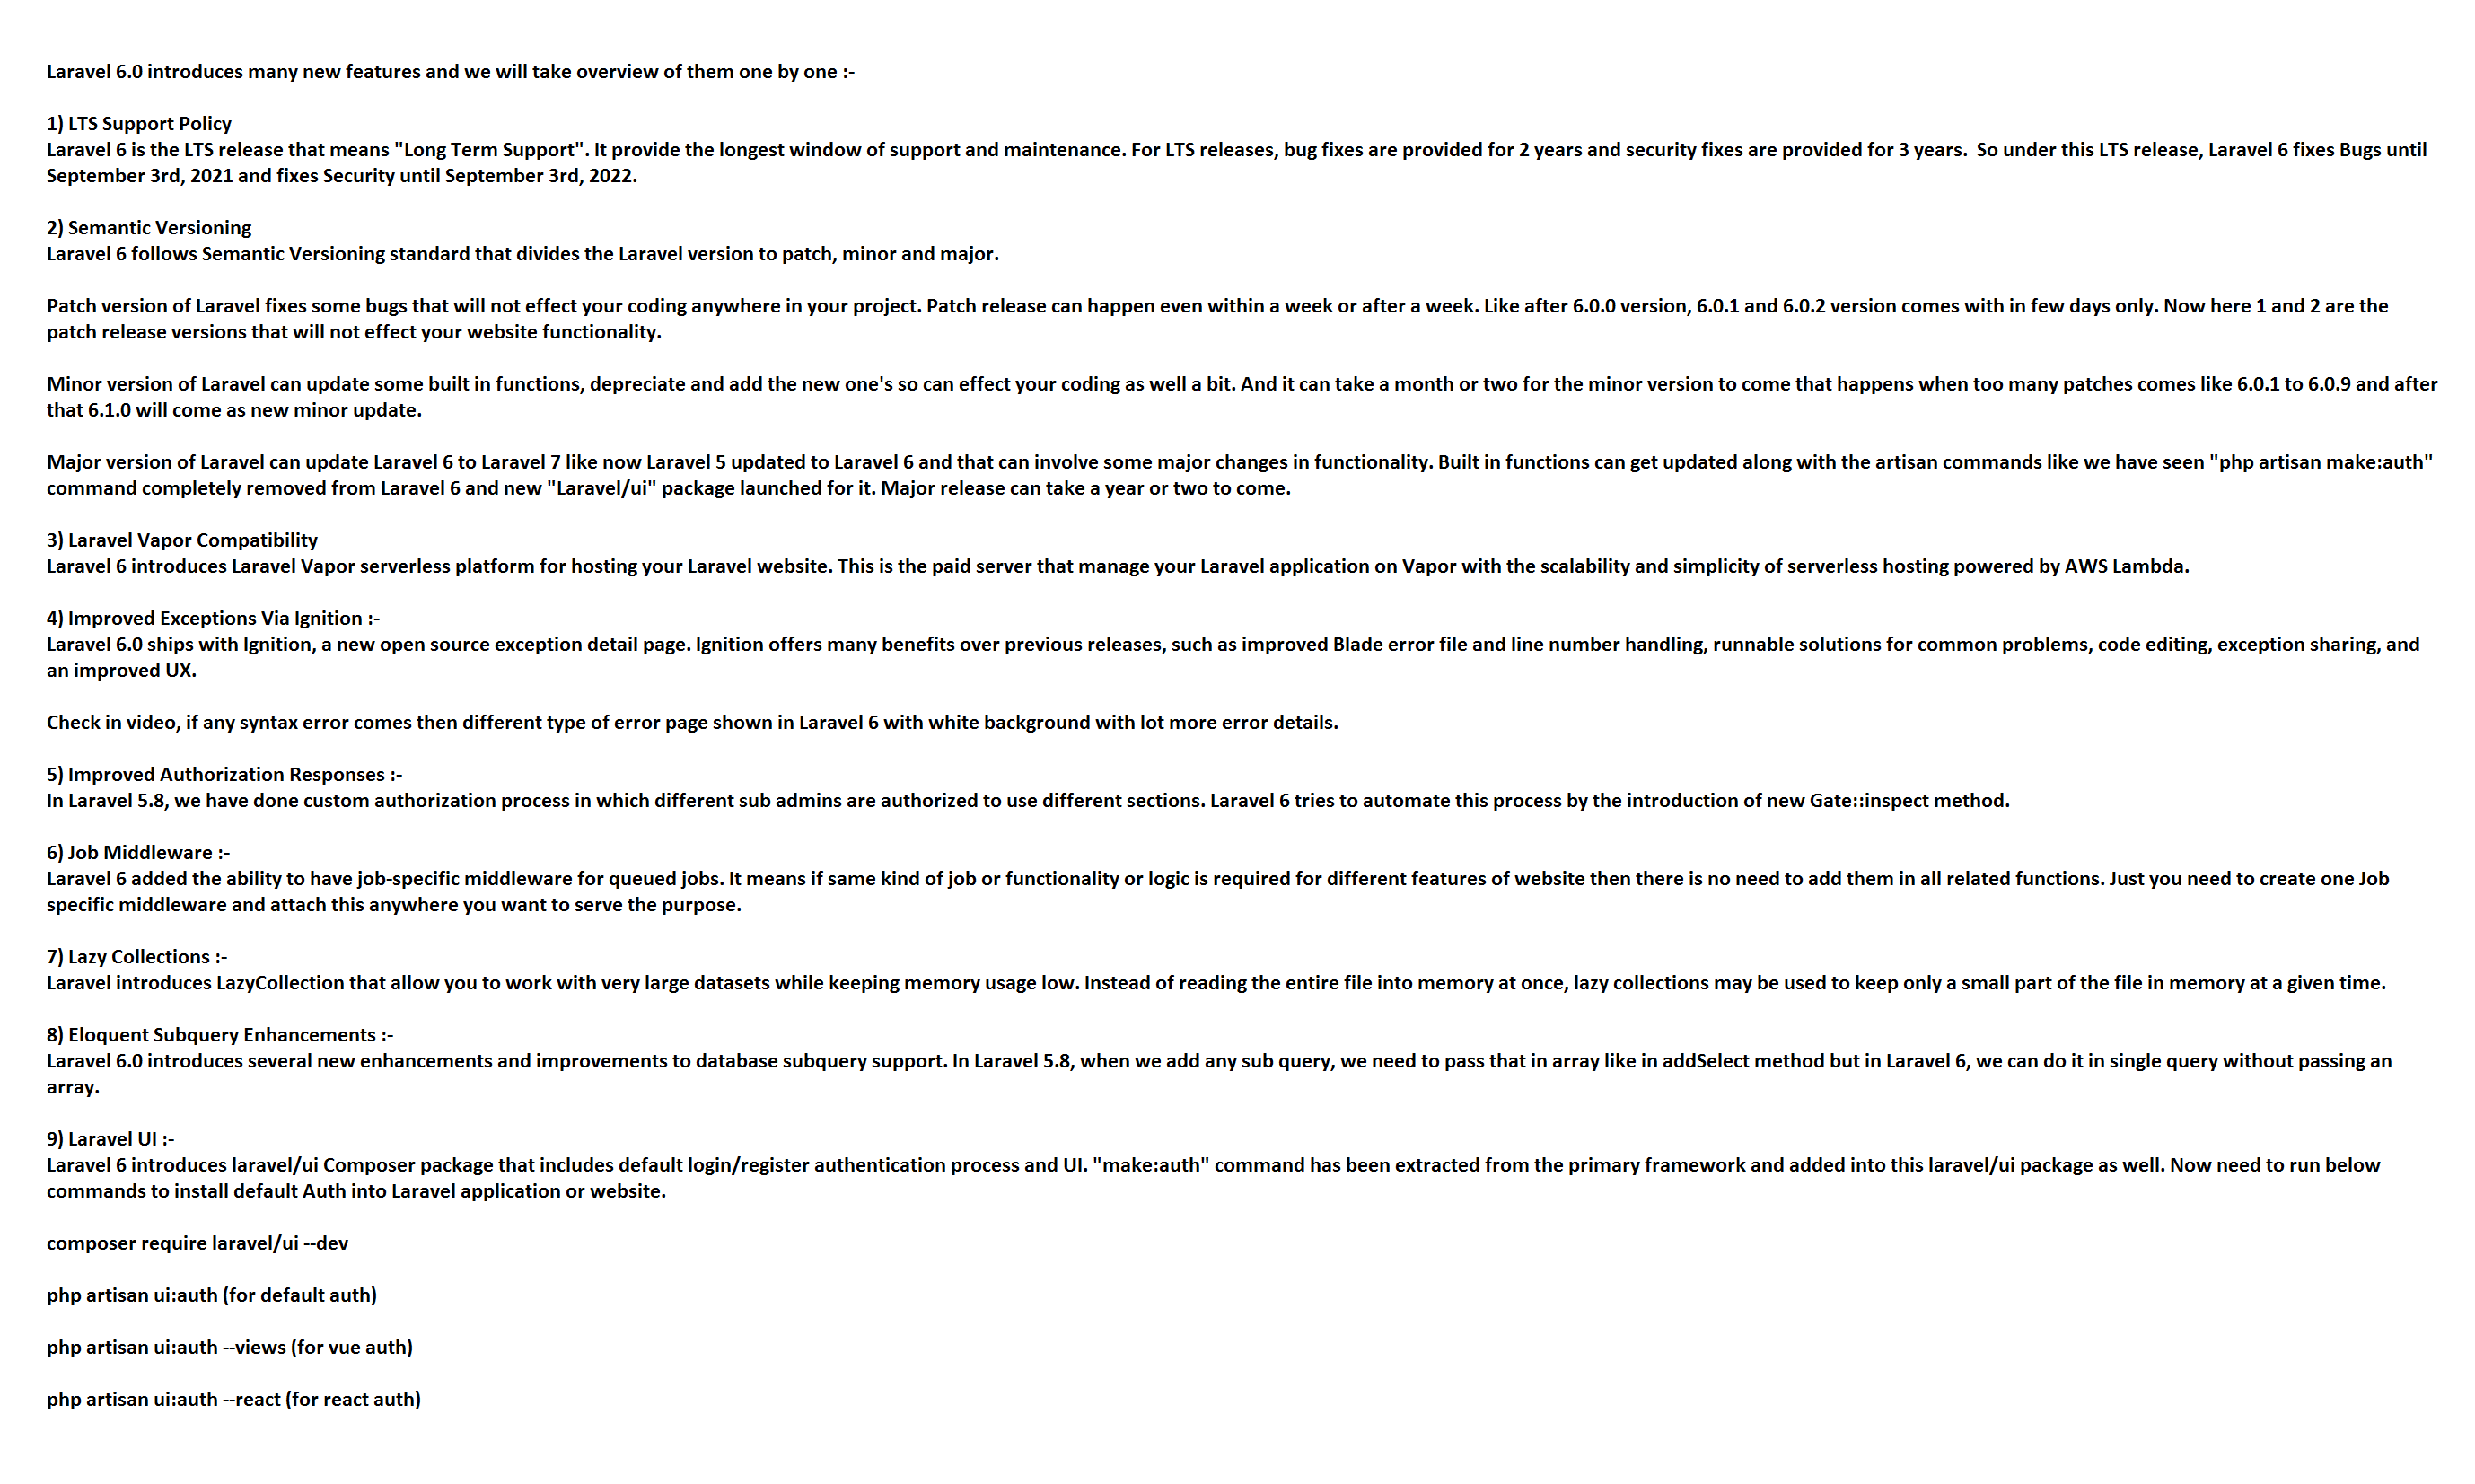 Laravel 6.0 introduces many new features and we will take overview of them one by one :-
1) LTS Support Policy
Laravel 6 is the LTS release that means "Long Term Support". It provide the longest window of support and maintenance. For LTS releases, bug fixes are provided for 2 years and security fixes are provided for 3 years.  So under this LTS release, Laravel 6 fixes Bugs until
September 3rd, 2021 and fixes Security until September 3rd, 2022.
2) Semantic Versioning
Laravel 6 follows Semantic Versioning standard that divides the Laravel version to patch, minor and major.
Patch version of Laravel fixes some bugs that will not effect your coding anywhere in your project. Patch release can happen even within a week or after a week. Like after 6.0.0 version, 6.0.1 and 6.0.2 version comes with in few days only. Now here 1 and 2 are the
patch release versions that will not effect your website functionality.
Minor version of Laravel can update some built in functions, depreciate and add the new one's so can effect your coding as well a bit. And it can take a month or two for the minor version to come that happens when too many patches comes like 6.0.1 to 6.0.9 and after
that 6.1.0 will come as new minor update.
Major version of Laravel can update Laravel 6 to Laravel 7 like now Laravel 5 updated to Laravel 6 and that can involve some major changes in functionality. Built in functions can get updated along with the artisan commands like we have seen "php artisan make:auth"
command completely removed from Laravel 6 and new "Laravel/ui" package launched for it. Major release can take a year or two to come.
3) Laravel Vapor Compatibility
Laravel 6 introduces Laravel Vapor serverless platform for hosting your Laravel website. This is the paid server that manage your Laravel application on Vapor with the scalability and simplicity of serverless hosting powered by AWS Lambda.
4) Improved Exceptions Via Ignition :-
Laravel 6.0 ships with Ignition, a new open source exception detail page. Ignition offers many benefits over previous releases, such as improved Blade error file and line number handling, runnable solutions for common problems, code editing, exception sharing, and
an improved UX.
Check in video, if any syntax error comes then different type of error page shown in Laravel 6 with white background with lot more error details.
5) Improved Authorization Responses :-
In Laravel 5.8, we have done custom authorization process in which different sub admins are authorized to use different sections. Laravel 6 tries to automate this process by the introduction of new Gate::inspect method.
6) Job Middleware :-
Laravel 6 added the ability to have job-specific middleware for queued jobs. It means if same kind of job or functionality or logic is required for different features of website then there is no need to add them in all related functions. Just you need to create one Job
specific middleware and attach this anywhere you want to serve the purpose.
7) Lazy Collections :-
Laravel introduces LazyCollection that allow you to work with very large datasets while keeping memory usage low. Instead of reading the entire file into memory at once, lazy collections may be used to keep only a small part of the file in memory at a given time.
8) Eloquent Subquery Enhancements :-
Laravel 6.0 introduces several new enhancements and improvements to database subquery support. In Laravel 5.8, when we add any sub query, we need to pass that in array like in addSelect method but in Laravel 6, we can do it in single query without passing an
array.
9) Laravel UI :-
Laravel 6 introduces laravel/ui Composer package that includes default login/register authentication process and UI. "make:auth" command has been extracted from the primary framework and added into this laravel/ui package as well. Now need to run below
commands to install default Auth into Laravel application or website.
composer require laravel/ui --dev
php artisan ui:auth (for default auth)
php artisan ui:auth --views (for vue auth)
php artisan ui:auth --react (for react auth)